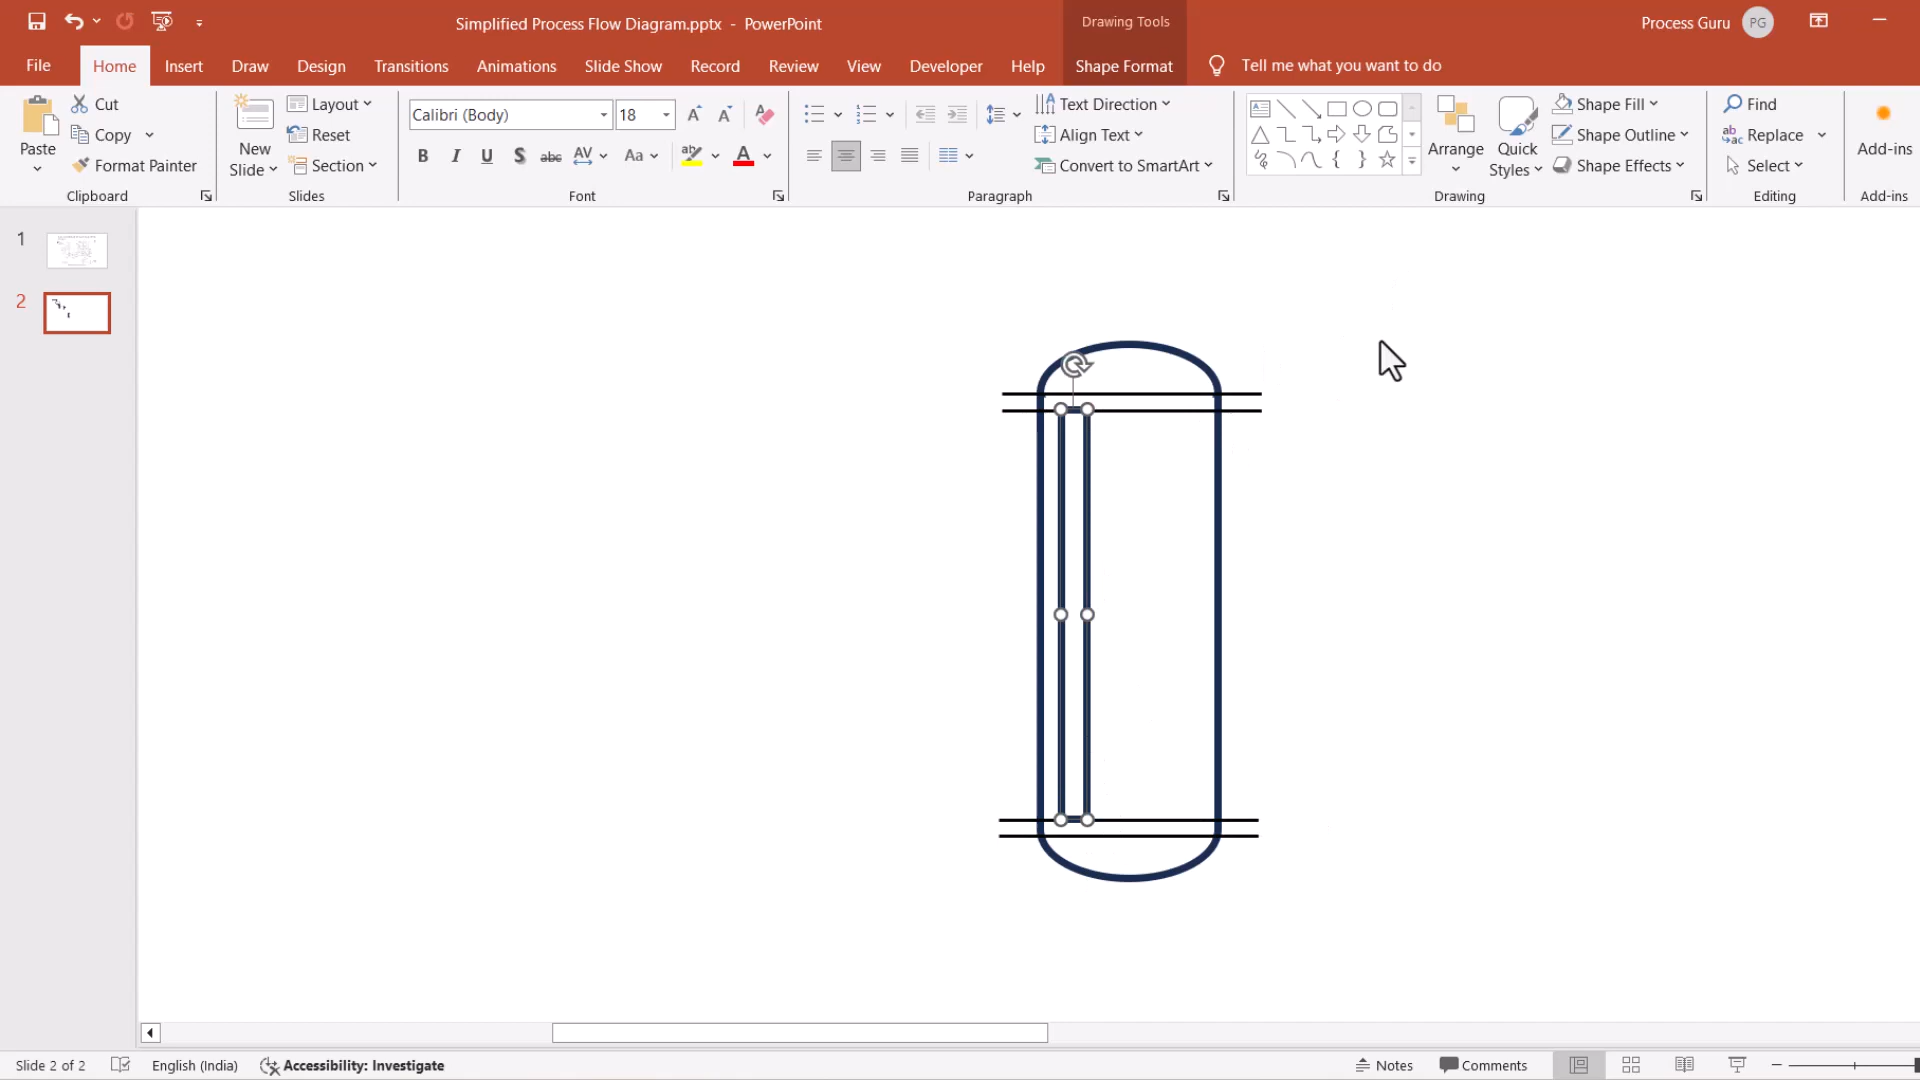 Simplified Process Flow Diagram.pptx - PowerPoint
Drawing Tools
Process Guru
PG
File
Home
Insert
Draw
Design
Transitions
Animations
Slide Show
Record
Review
View
Developer
Help
Shape Format
Tell me what you want to do
Paste
Cut
Copy
Format Painter
Clipboard
New
Slide
Layout
Reset
Section
Slides
Calibri (Body)
18
B
I
U
S
abc
AV
Aa
A
Font
Text Direction
Align Text
Convert to SmartArt
Paragraph
Arrange
Quick
Styles
Shape Fill
Shape Outline
Shape Effects
Drawing
Find
Replace
Select
Editing
Add-ins
Add-ins
1
2
Slide 2 of 2
English (India)
Accessibility: Investigate
Notes
Comments